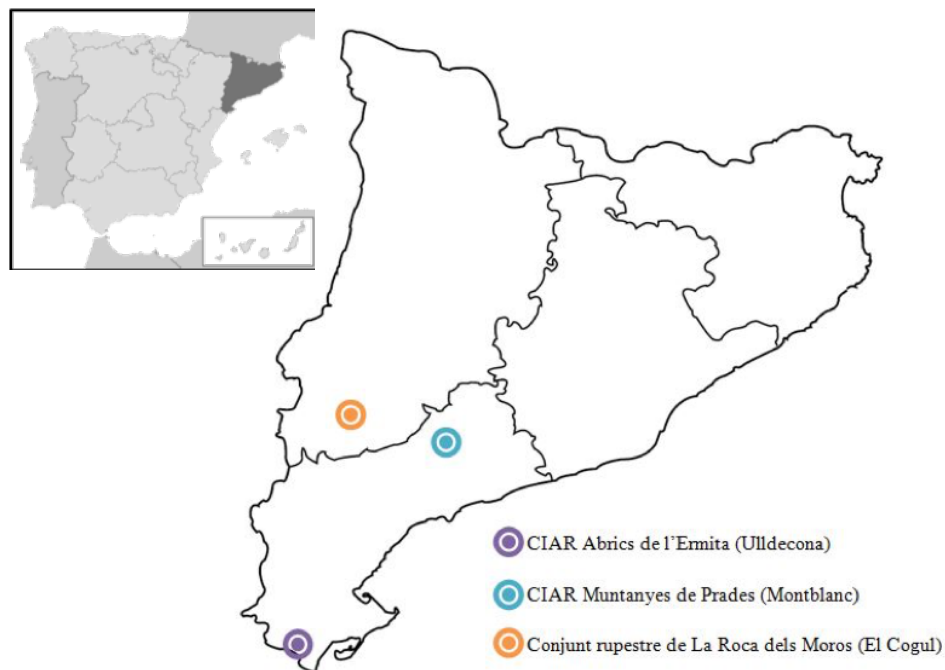 CIAR Abrics de l'Ermita (Ulldecona)
CIAR Muntanyes de Prades (Montblanc)
Conjunt rupestre de La Roca dels Moros (El Cogul)